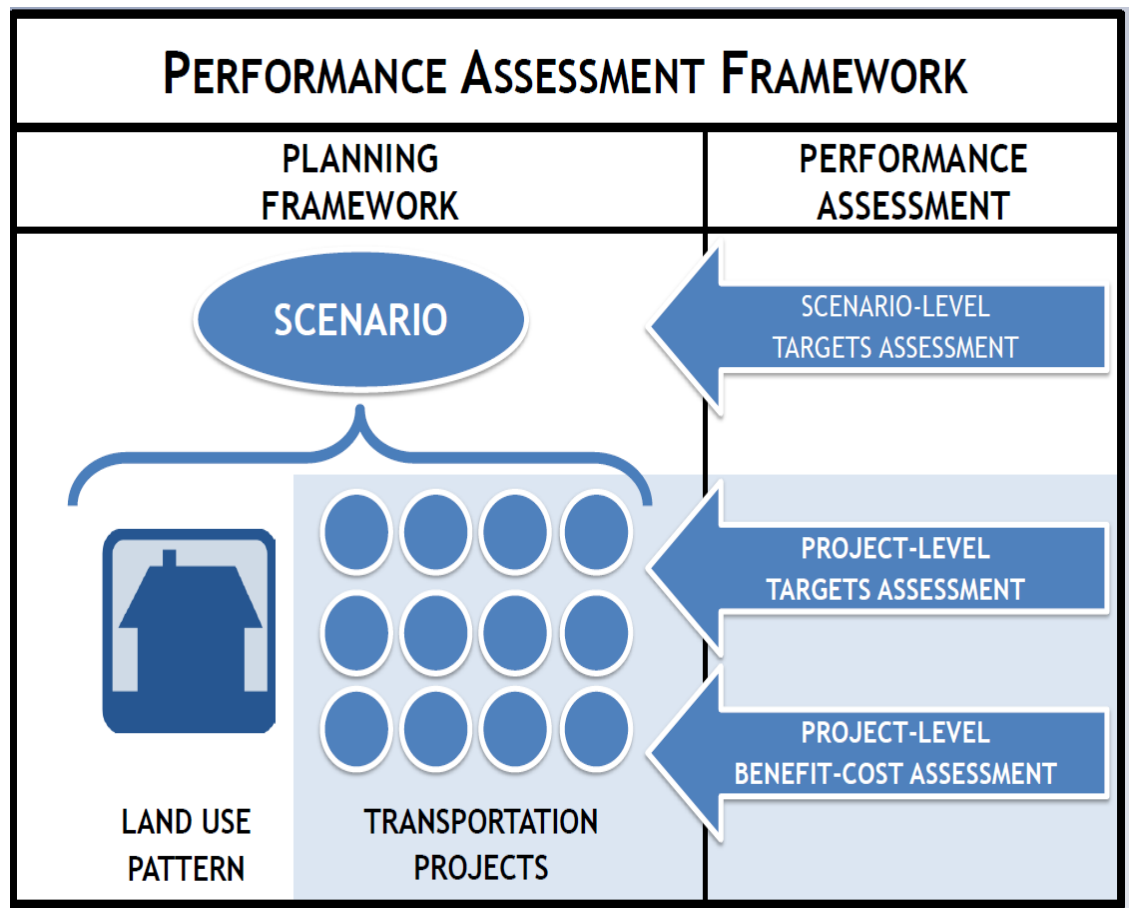 PERFORMANCE ASSESSMENT FRAMEWORK
PLANNING
FRAMEWORK
PERFORMANCE
ASSESSMENT
SCENARIO
SCENARIO-LEVEL
TARGETS ASSESSMENT
PROJECT-LEVEL
TARGETS ASSESSMENT
PROJECT-LEVEL
BENEFIT-COST ASSESSMENT
LAND USE
PATTERN
TRANSPORTATION
PROJECTS